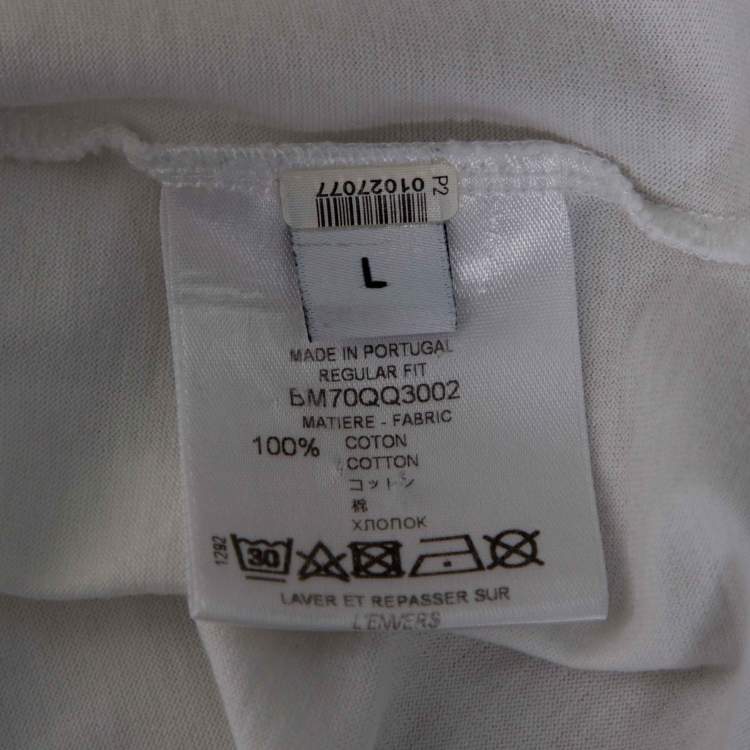 P2
01027077
L
MADE IN PORTUGAL
REGULAR FIT
BM70QQ3002
MATIERE - FABRIC
100% COTON
COTTON
コットン
棉
ХЛОПОК
1292
30
LAVER ET REPASSER SUR
L'ENVERS